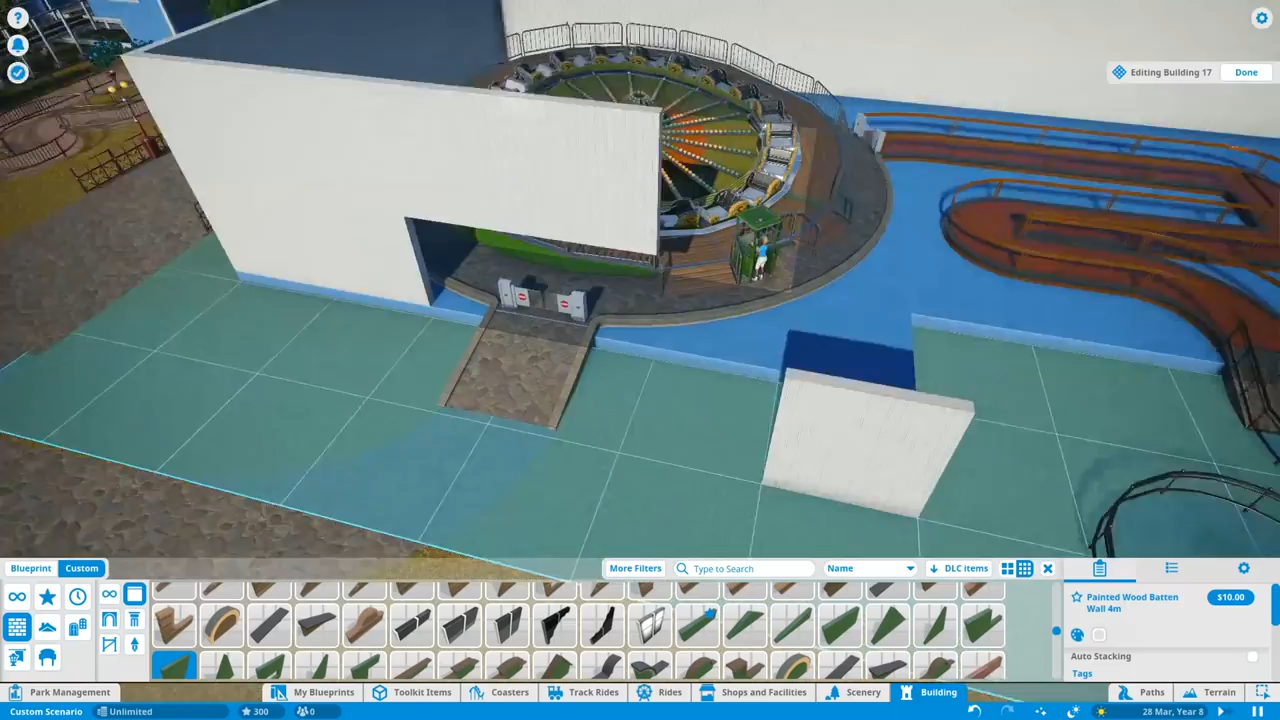 ?
Editing Building 17
Done
Blueprint
Custom
More Filters
Type to Search
Name
DLC items
Painted Wood Batten
Wall 4m
$10.00
Auto Stacking
Tags
Park Management
My Blueprints
Toolkit Items
Coasters
Track Rides
Rides
Shops and Facilities
Scenery
Building
Paths
Terrain
Custom Scenario
Unlimited
300
0
28 Mar, Year 8